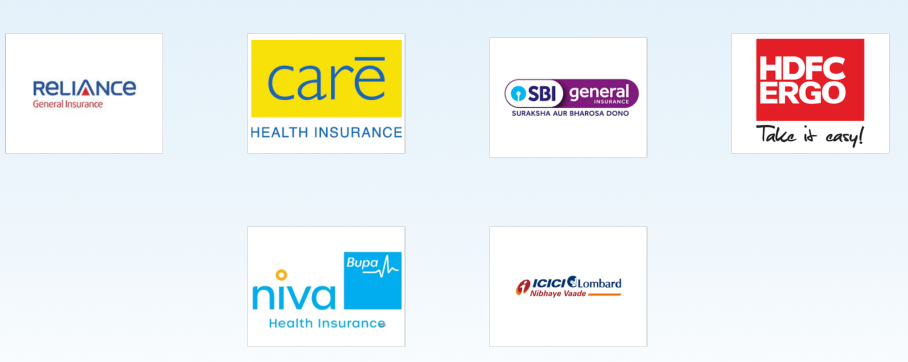 RELIANCE
General Insurance
carē
HEALTH INSURANCE
SBI general
INSURANCE
SURAKSHA AUR BHAROSA DONO
HDFC
ERGO
Take it easy!
Bupa
niva
Health Insurance
ICICI Lombard
Nibhaye Vaade